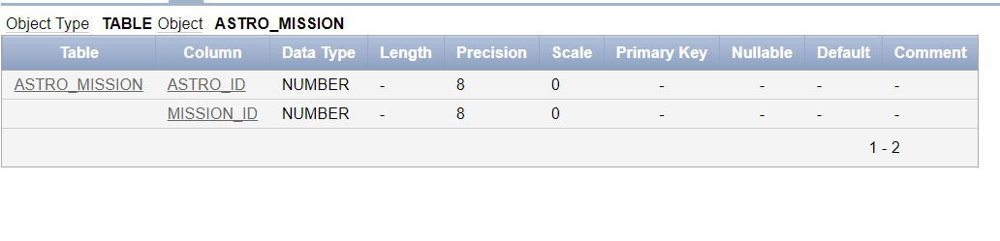 Object Type TABLE Object ASTRO_MISSION
Table Column Data Type Length Precision Scale Primary Key Nullable Default Comment
ASTRO_MISSION ASTRO_ID NUMBER - 8 0 - - - -
MISSION_ID NUMBER - 8 0 - - - -
1 - 2